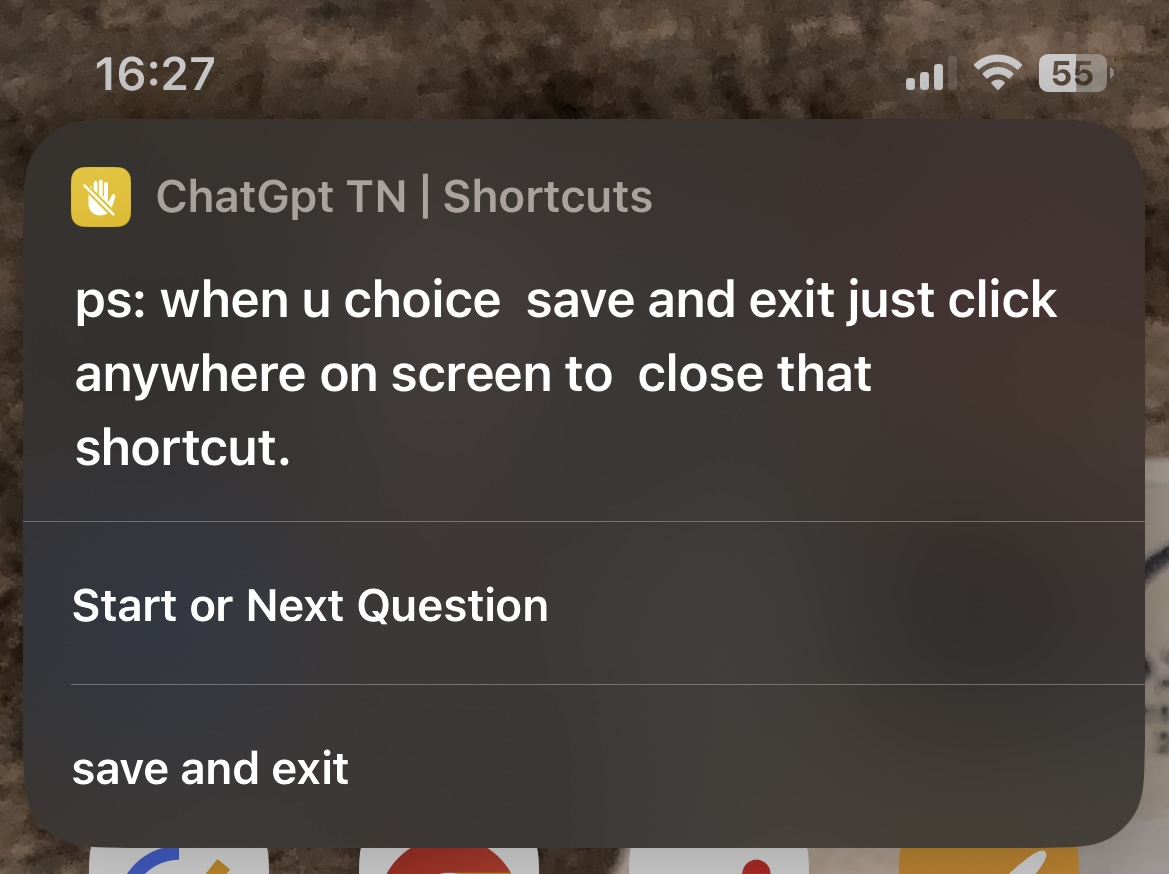 16:27
55
ChatGpt TN | Shortcuts
ps: when u choice  save and exit just click
anywhere on screen to  close that
shortcut.
Start or Next Question
save and exit